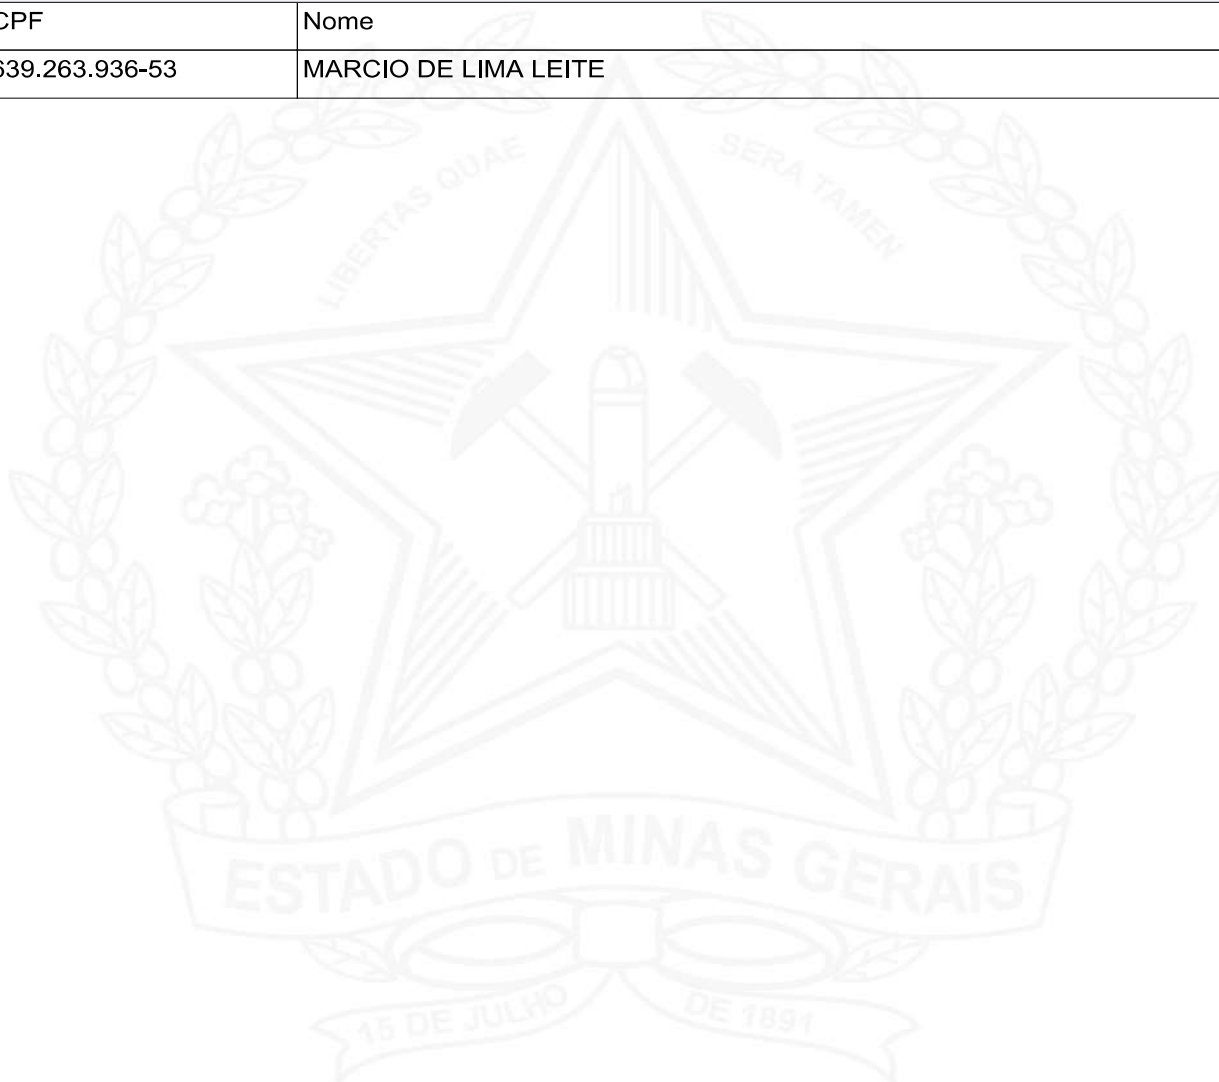 CPF Nome
639.263.936-53 MARCIO DE LIMA LEITE
LIBERTAS QUAE SERA TAMEN
ESTADO DE MINAS GERAIS
15 DE JULHO DE 1891